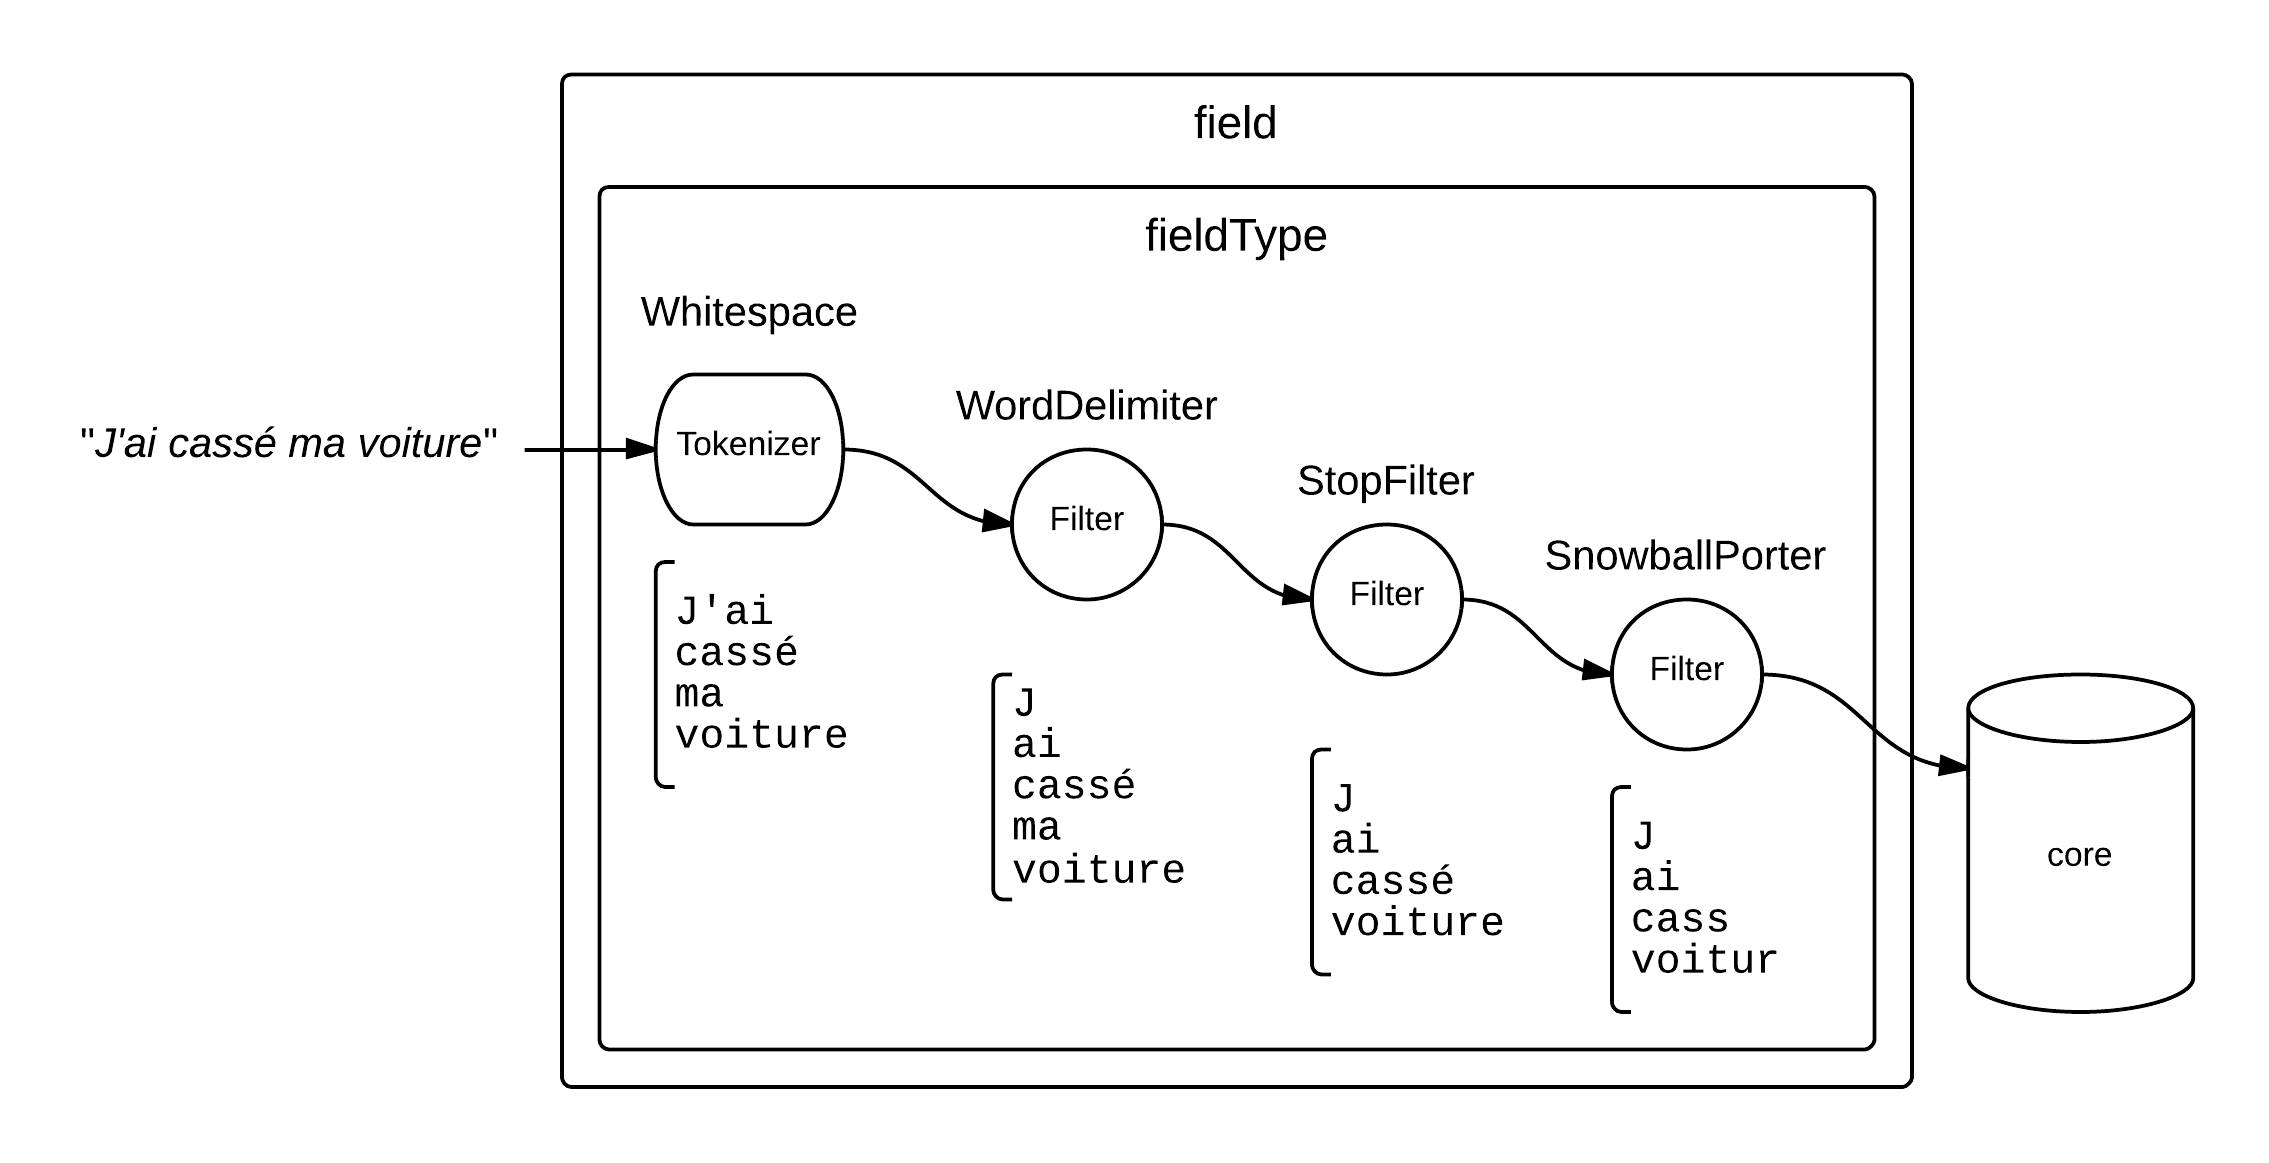 field
fieldType
Whitespace
"J'ai cassé ma voiture"
Tokenizer
WordDelimiter
Filter
StopFilter
Filter
SnowballPorter
Filter
J'ai
cassé
ma
voiture
J
ai
cassé
ma
voiture
J
ai
cassé
voiture
J
ai
cass
voitur
core